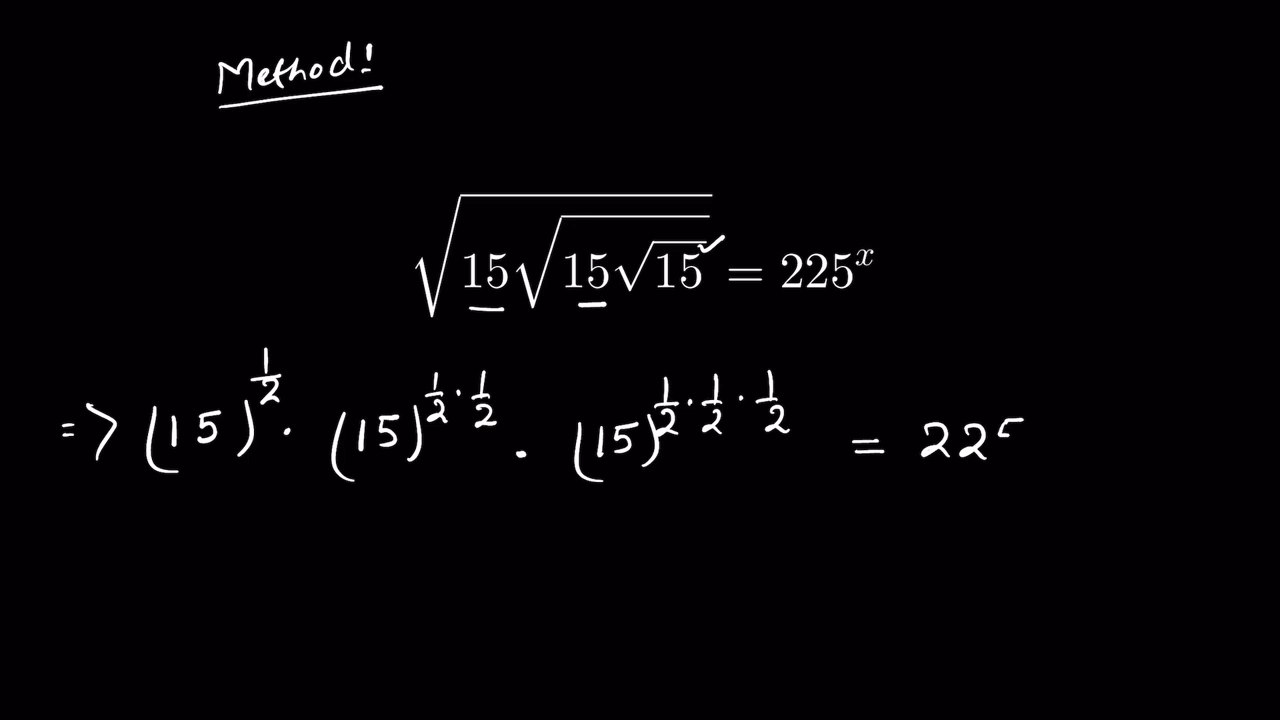 Method!
√(15√(15√15)) = 225^x
=> (15)^(1/2) · (15)^(1/2 · 1/2) · (15)^(1/2 · 1/2 · 1/2) = 22